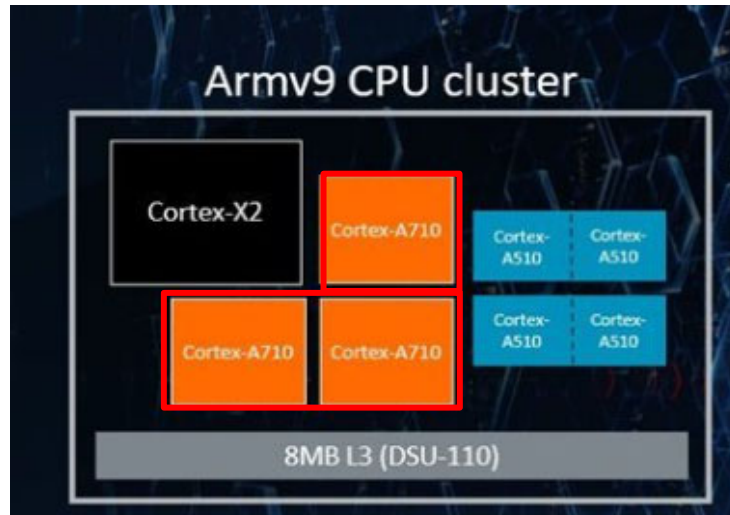 Armv9 CPU cluster
Cortex-X2
Cortex-A710
Cortex-
A510
Cortex-
A510
Cortex-A710
Cortex-A710
Cortex-
A510
Cortex-
A510
8MB L3 (DSU-110)